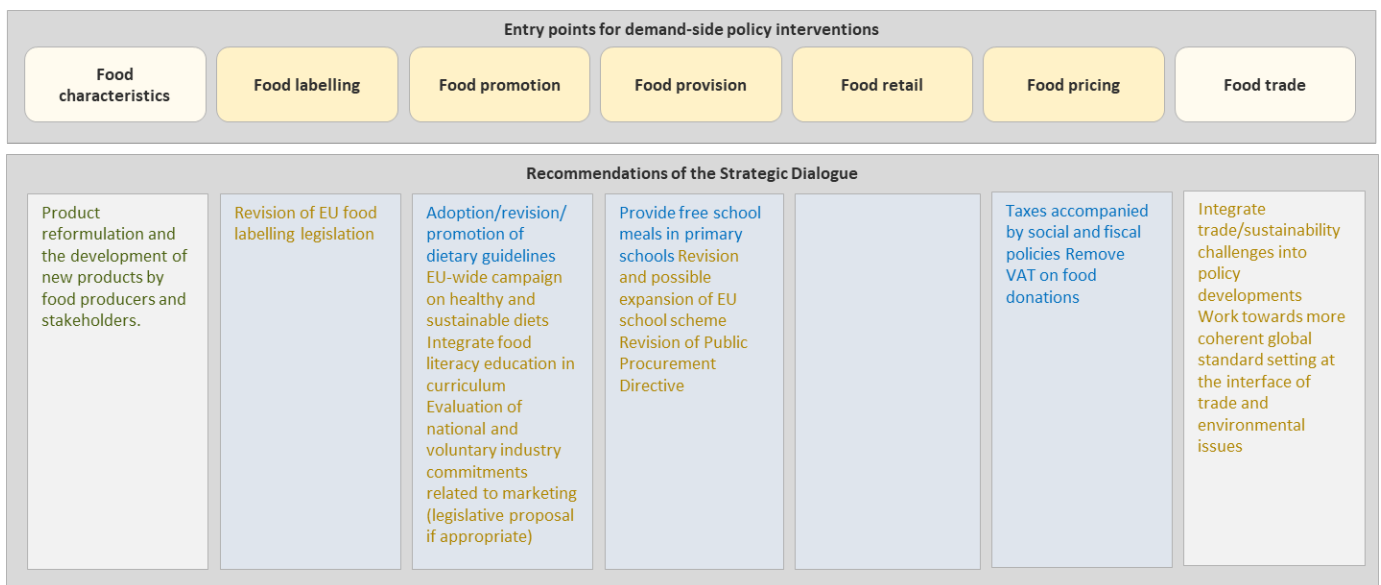 Entry points for demand-side policy interventions
Food
characteristics
Food labelling
Food promotion
Food provision
Food retail
Food pricing
Food trade
Recommendations of the Strategic Dialogue
Product
reformulation and
the development of
new products by
food producers and
stakeholders.
Revision of EU food
labelling legislation
Adoption/revision/
promotion of
dietary guidelines
EU-wide campaign
on healthy and
sustainable diets
Integrate food
literacy education in
curriculum
Evaluation of
national and
voluntary industry
commitments
related to marketing
(legislative proposal
if appropriate)
Provide free school
meals in primary
schools Revision
and possible
expansion of EU
school scheme
Revision of Public
Procurement
Directive
Taxes accompanied
by social and fiscal
policies Remove
VAT on food
donations
Integrate
trade/sustainability
challenges into
policy
developments
Work towards more
coherent global
standard setting at
the interface of
trade and
environmental
issues